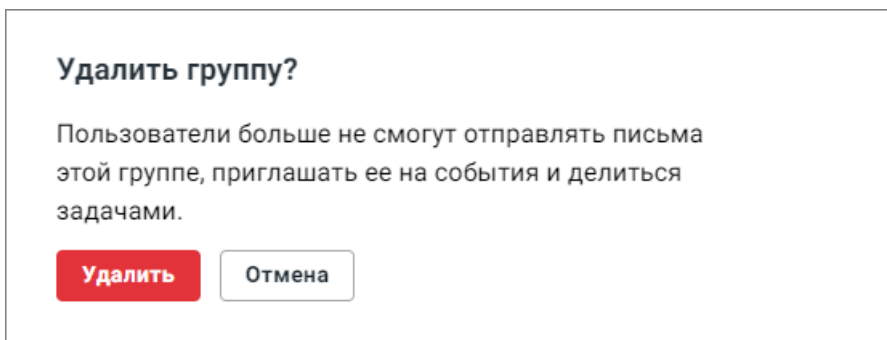 Удалить группу?
Пользователи больше не смогут отправлять письма
этой группе, приглашать ее на события и делиться
задачами.
Удалить Отмена